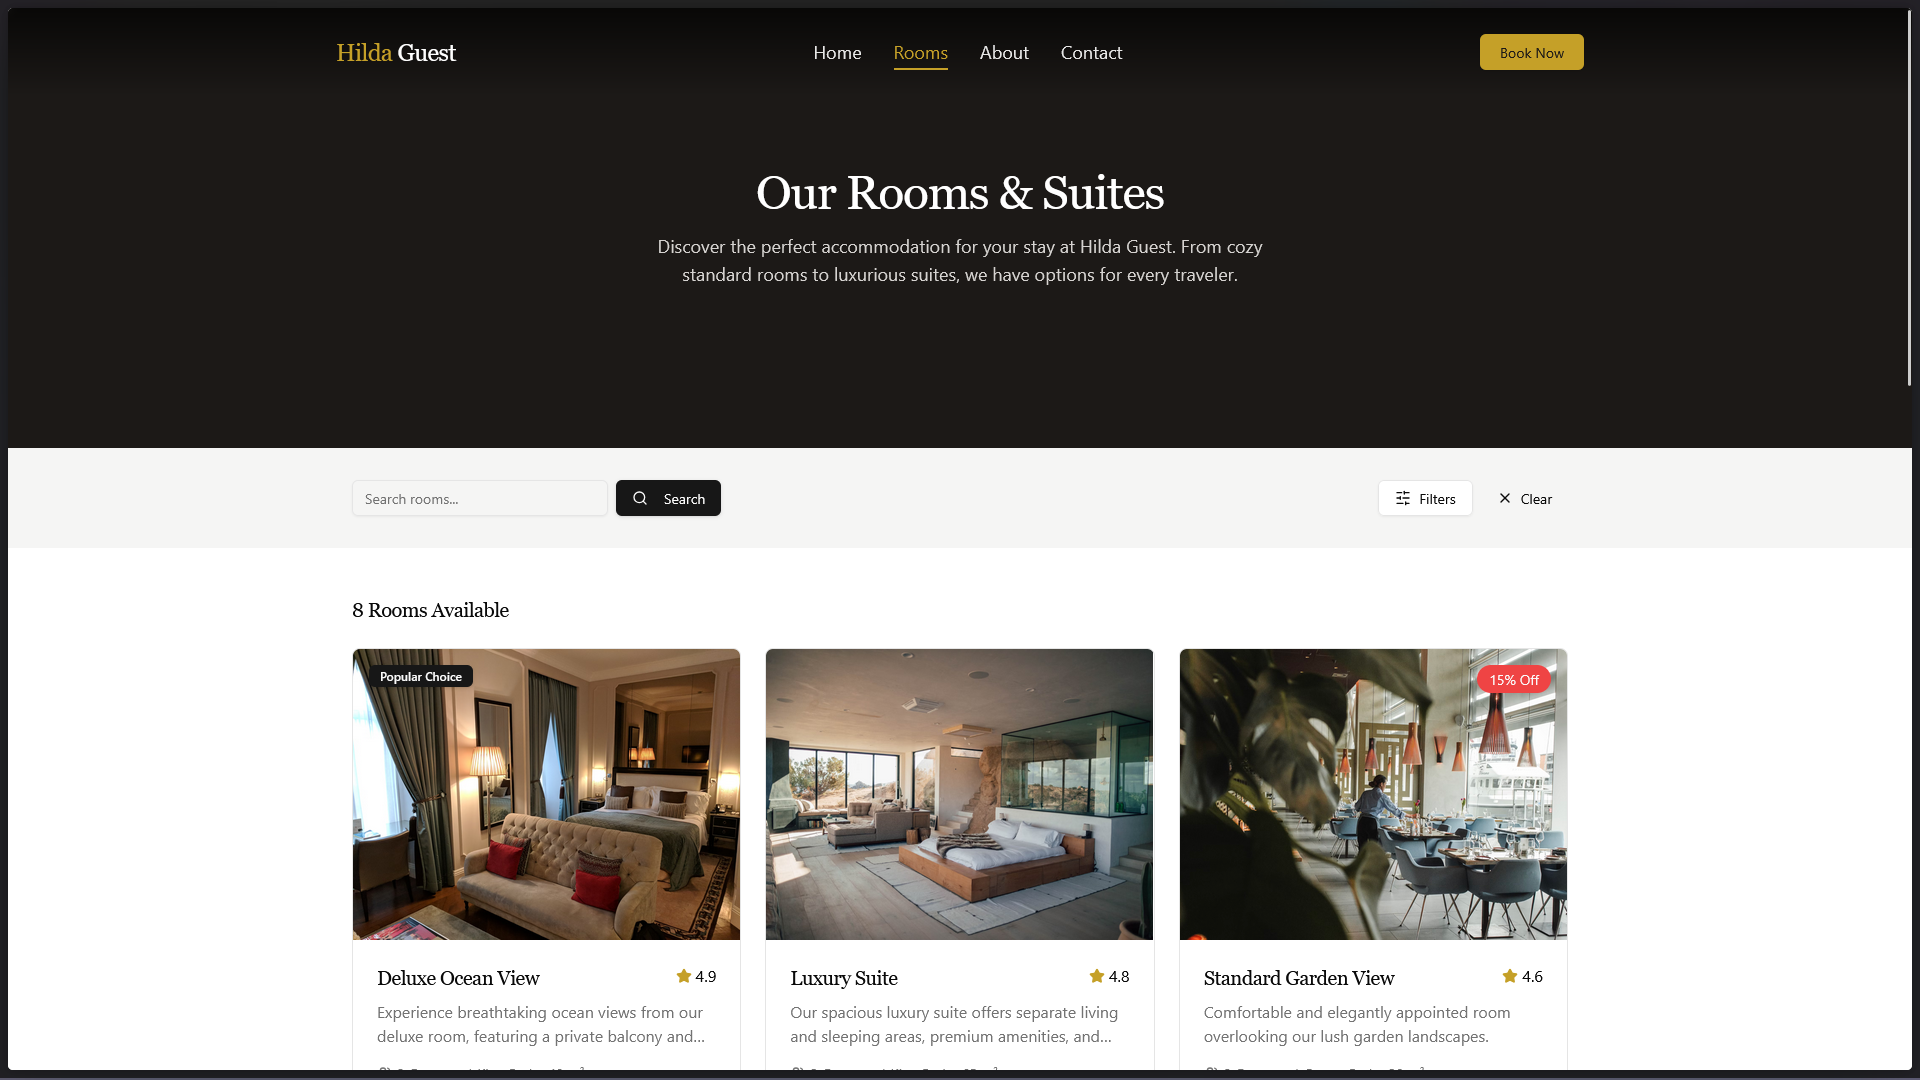 Hilda Guest
Home
Rooms
About
Contact
Book Now
Our Rooms & Suites
Discover the perfect accommodation for your stay at Hilda Guest. From cozy
standard rooms to luxurious suites, we have options for every traveler.
Search rooms...
Search
Filters
Clear
8 Rooms Available
Popular Choice
15% Off
Deluxe Ocean View
4.9
Experience breathtaking ocean views from our
deluxe room, featuring a private balcony and...
Luxury Suite
4.8
Our spacious luxury suite offers separate living
and sleeping areas, premium amenities, and...
Standard Garden View
4.6
Comfortable and elegantly appointed room
overlooking our lush garden landscapes.